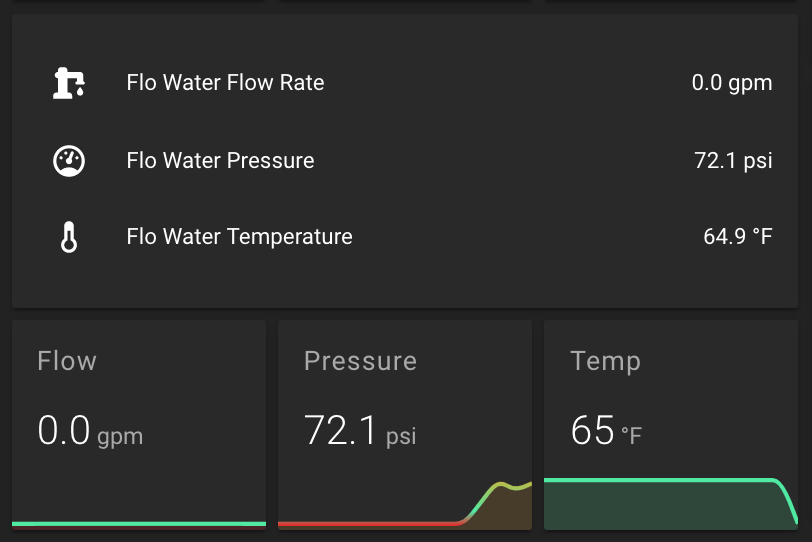 Flo Water Flow Rate 0.0 gpm
Flo Water Pressure 72.1 psi
Flo Water Temperature 64.9 °F
Flow Pressure Temp
0.0 gpm 72.1 psi 65 °F